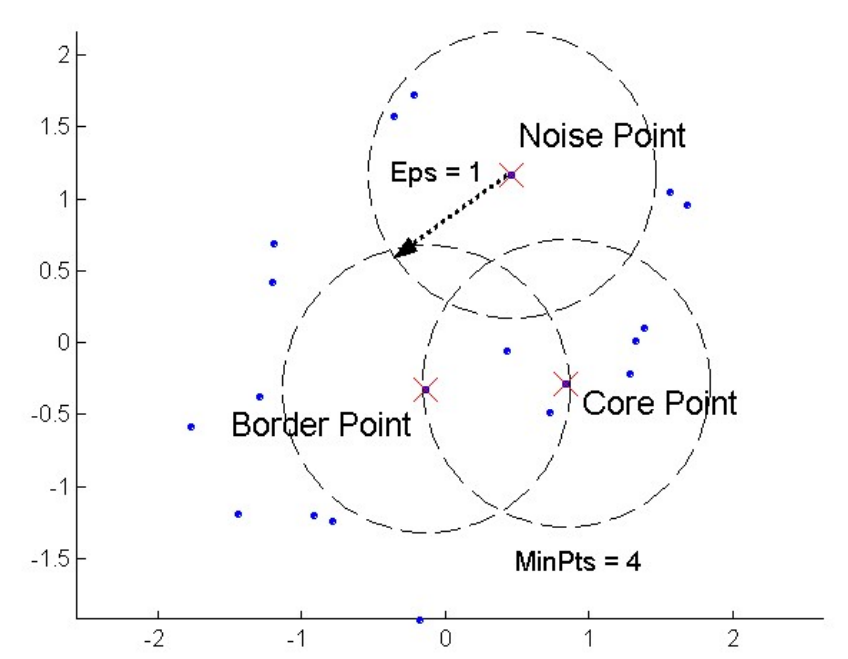 2
1.5
Noise Point
Eps = 1
1
0.5
0
Core Point
-0.5
Border Point
-1
-1.5
MinPts = 4
-2 -1 0 1 2